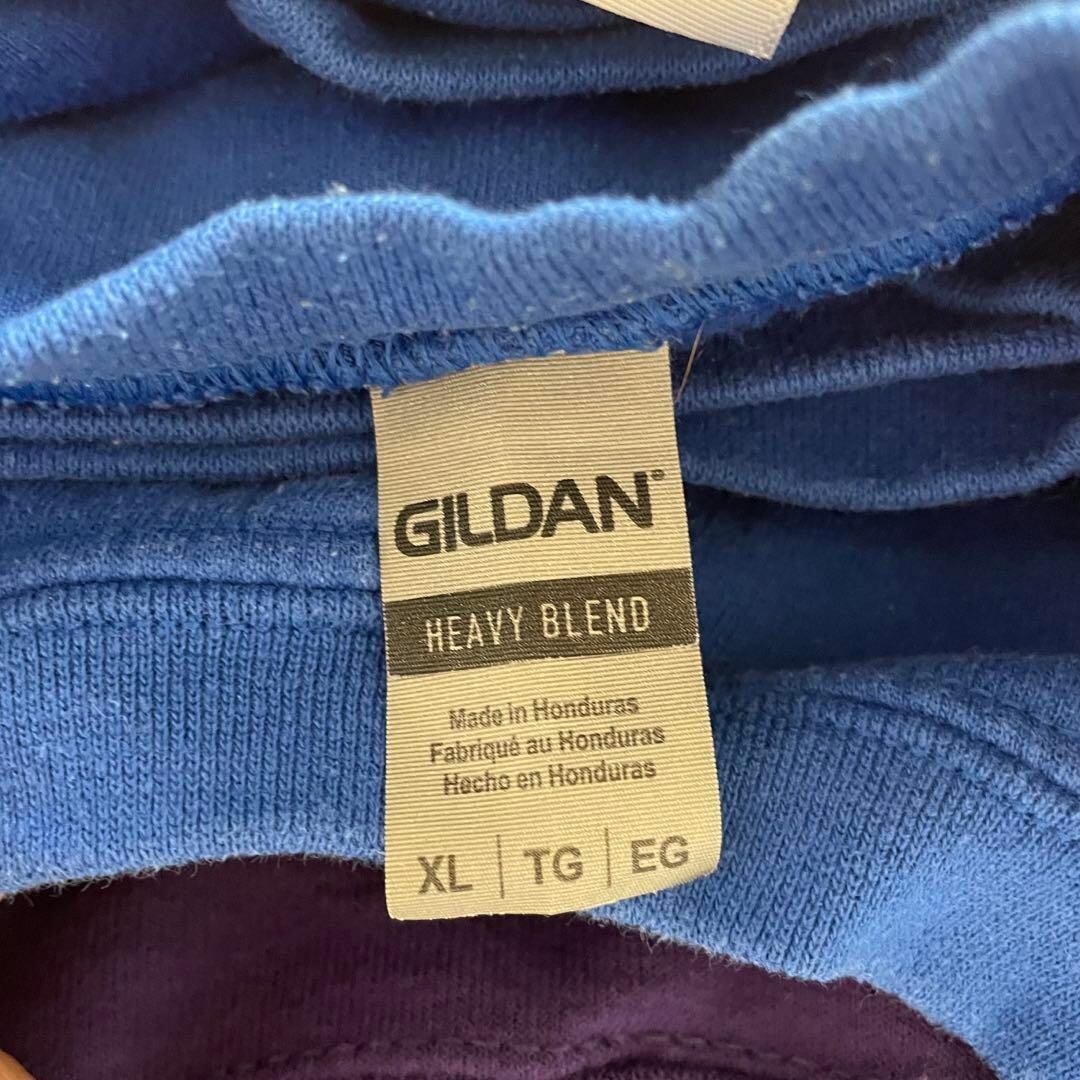 GILDAN®
HEAVY BLEND
Made in Honduras
Fabriqué au Honduras
Hecho en Honduras
XL | TG | EG